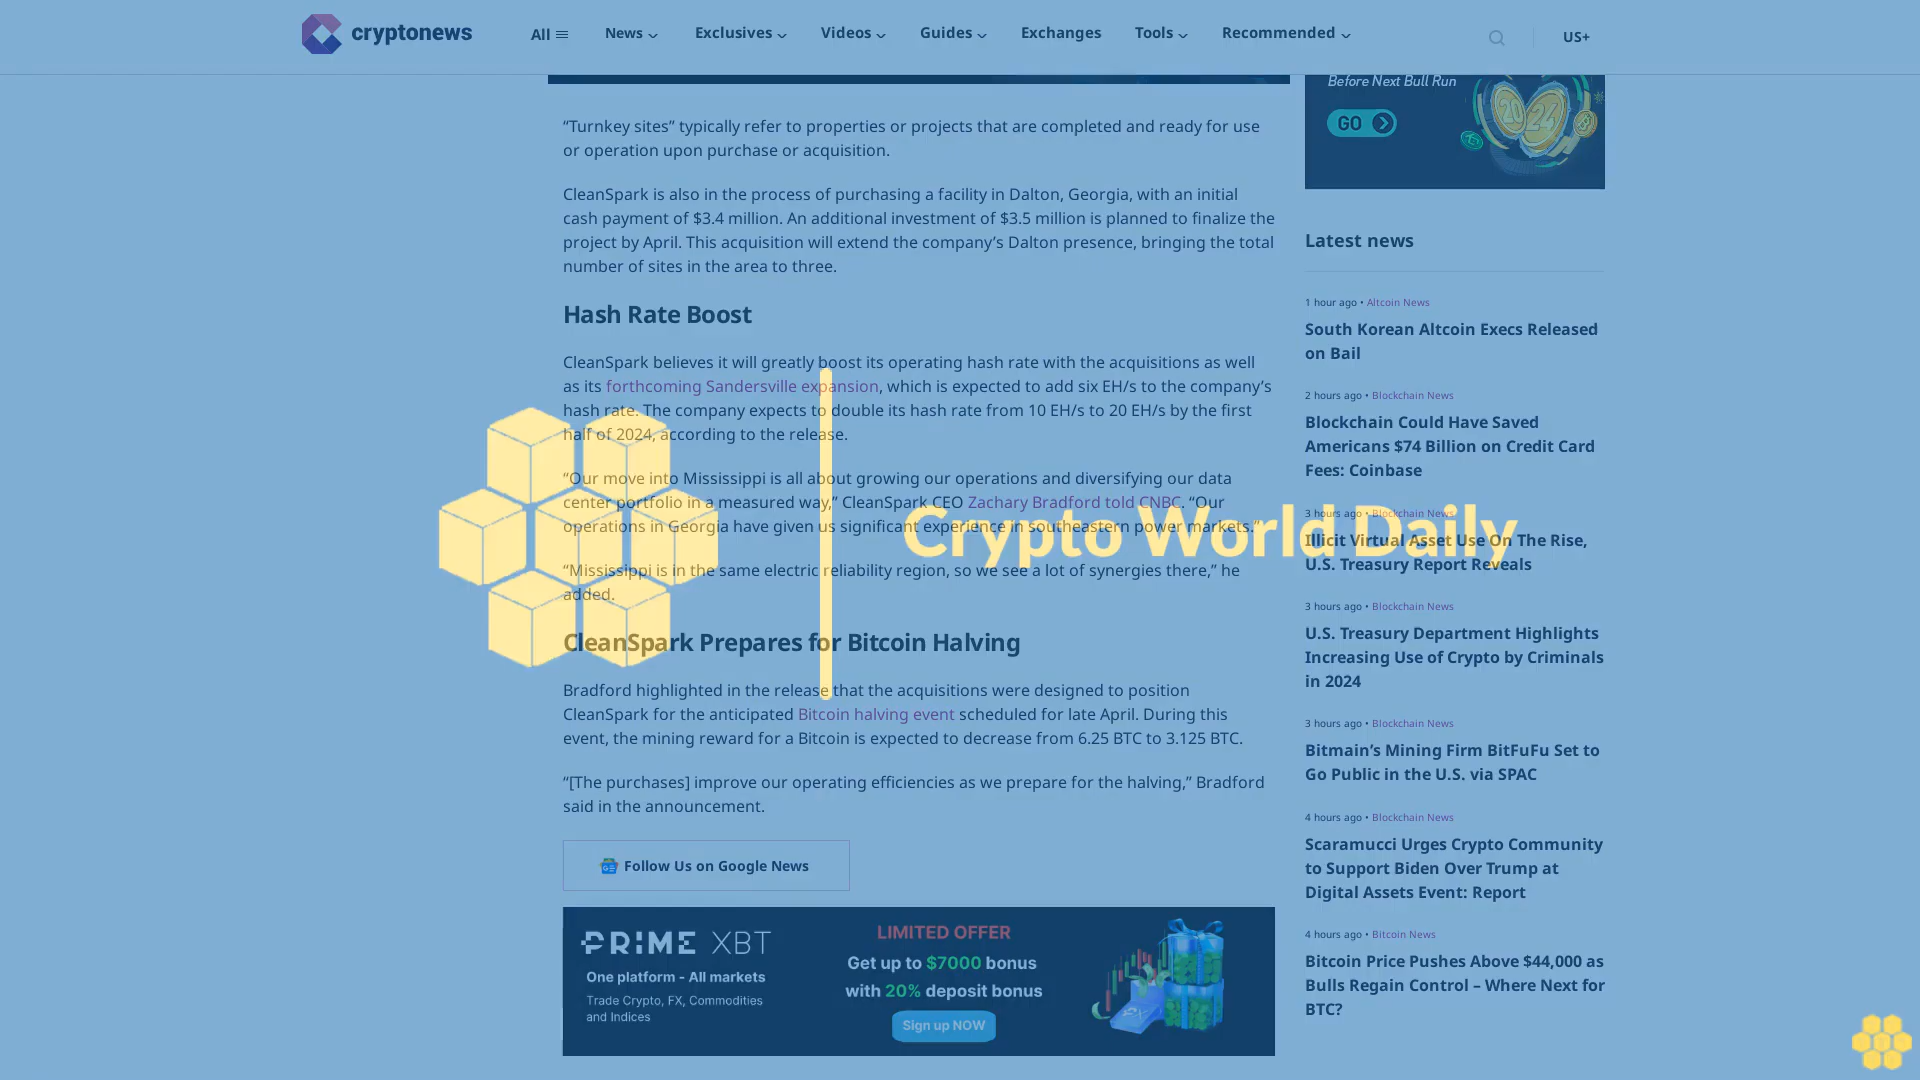 cryptonews
All
News
Exclusives
Videos
Guides
Exchanges
Tools
Recommended
US+
“Turnkey sites” typically refer to properties or projects that are completed and ready for use
or operation upon purchase or acquisition.
CleanSpark is also in the process of purchasing a facility in Dalton, Georgia, with an initial
cash payment of $3.4 million. An additional investment of $3.5 million is planned to finalize the
project by April. This acquisition will extend the company’s Dalton presence, bringing the total
number of sites in the area to three.
Hash Rate Boost
CleanSpark believes it will greatly boost its operating hash rate with the acquisitions as well
as its forthcoming Sandersville expansion, which is expected to add six EH/s to the company’s
hash rate. The company expects to double its hash rate from 10 EH/s to 20 EH/s by the first
half of 2024, according to the release.
“Our move into Mississippi is all about growing our operations and diversifying our data
center portfolio in a measured way,” CleanSpark CEO Zachary Bradford told CNBC. “Our
operations in Georgia have given us significant experience in southeastern power markets.”
“Mississippi is in the same electric reliability region, so we see a lot of synergies there,” he
added.
CleanSpark Prepares for Bitcoin Halving
Bradford highlighted in the release that the acquisitions were designed to position
CleanSpark for the anticipated Bitcoin halving event scheduled for late April. During this
event, the mining reward for a Bitcoin is expected to decrease from 6.25 BTC to 3.125 BTC.
“[The purchases] improve our operating efficiencies as we prepare for the halving,” Bradford
said in the announcement.
Follow Us on Google News
PRIME XBT
One platform - All markets
Trade Crypto, FX, Commodities
and Indices
LIMITED OFFER
Get up to $7000 bonus
with 20% deposit bonus
Sign up NOW
Crypto World Daily
Before Next Bull Run
GO
20
24
Latest news
1 hour ago • Altcoin News
South Korean Altcoin Execs Released
on Bail
2 hours ago • Blockchain News
Blockchain Could Have Saved
Americans $74 Billion on Credit Card
Fees: Coinbase
3 hours ago • Blockchain News
Illicit Virtual Asset Use On The Rise,
U.S. Treasury Report Reveals
3 hours ago • Blockchain News
U.S. Treasury Department Highlights
Increasing Use of Crypto by Criminals
in 2024
3 hours ago • Blockchain News
Bitmain’s Mining Firm BitFuFu Set to
Go Public in the U.S. via SPAC
4 hours ago • Blockchain News
Scaramucci Urges Crypto Community
to Support Biden Over Trump at
Digital Assets Event: Report
4 hours ago • Bitcoin News
Bitcoin Price Pushes Above $44,000 as
Bulls Regain Control – Where Next for
BTC?